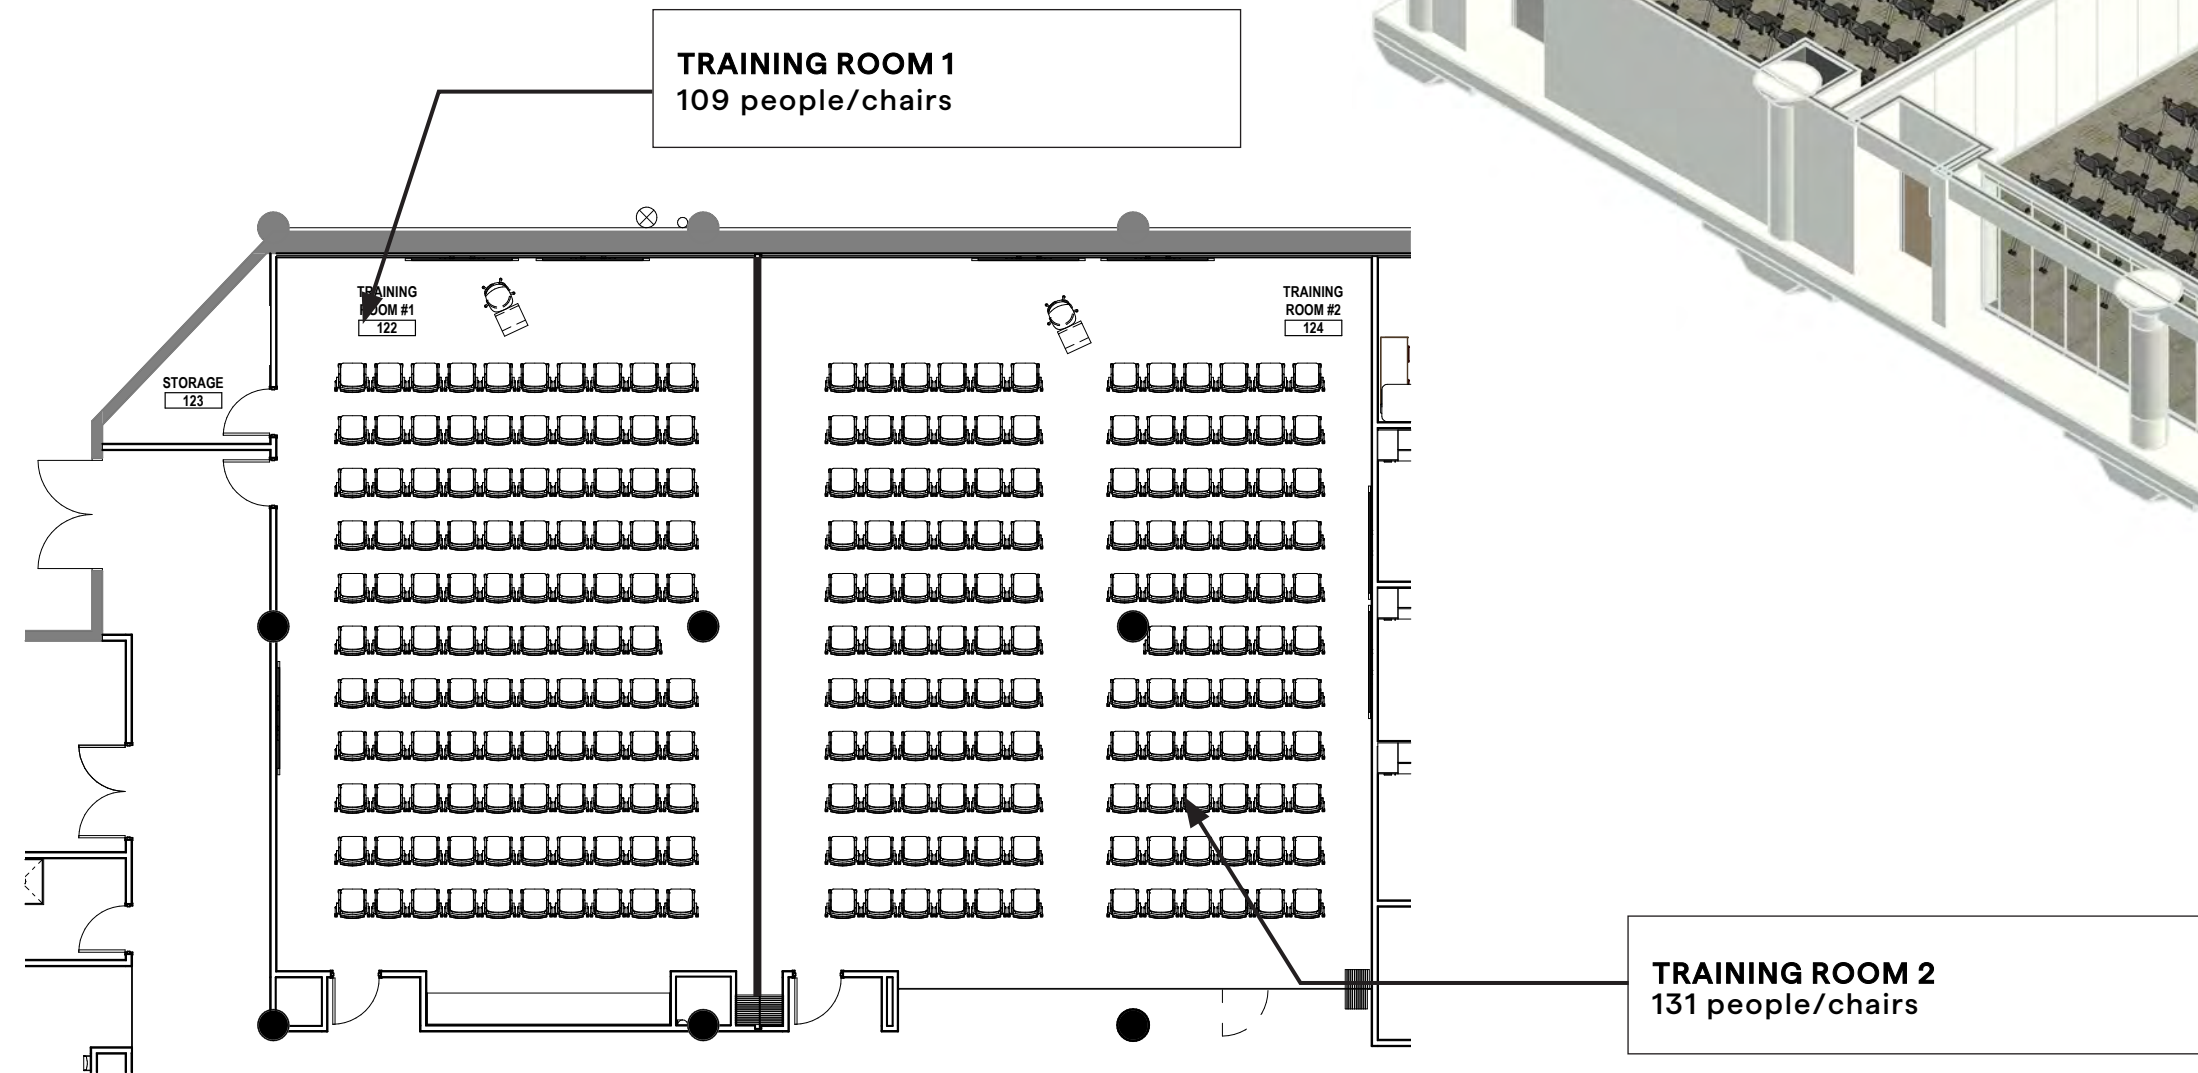 TRAINING ROOM 1
109 people/chairs
TRAINING
ROOM #1
122
TRAINING
ROOM #2
124
STORAGE
123
TRAINING ROOM 2
131 people/chairs